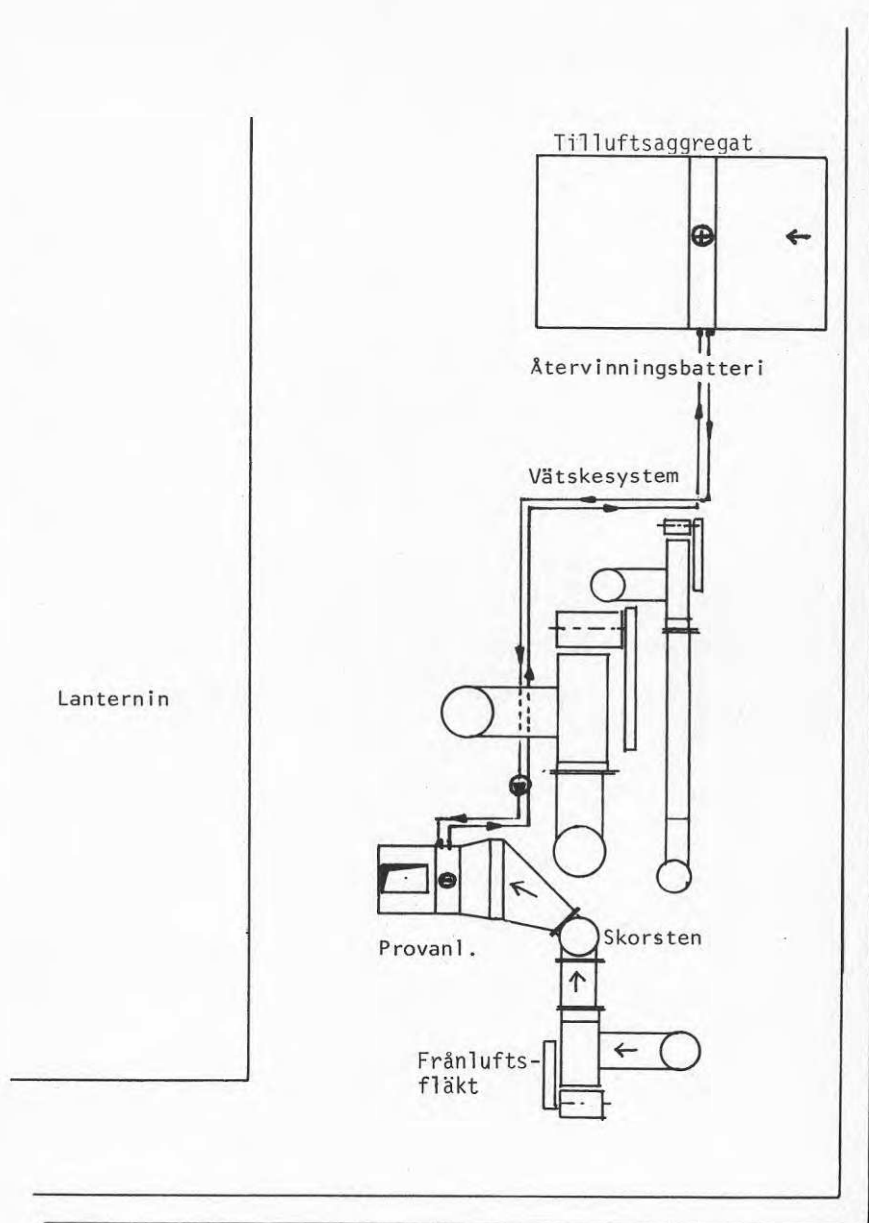 Tilluftsaggregat
Återvinningsbatteri
Vätskesystem
Lanternin
Provanl.
Skorsten
Frånlufts-
fläkt